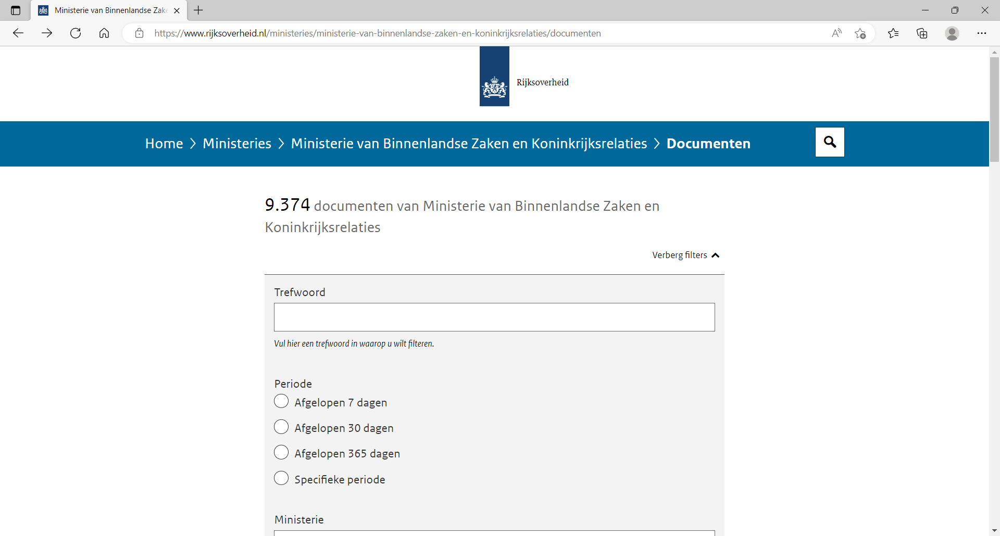 Ministerie van Binnenlandse Zak
https://www.rijksoverheid.nl/ministeries/ministerie-van-binnenlandse-zaken-en-koninkrijksrelaties/documenten
Rijksoverheid
Home > Ministeries > Ministerie van Binnenlandse Zaken en Koninkrijksrelaties > Documenten
9.374 documenten van Ministerie van Binnenlandse Zaken en
Koninkrijksrelaties
Verberg filters
Trefwoord
Vul hier een trefwoord in waarop u wilt filteren.
Periode
Afgelopen 7 dagen
Afgelopen 30 dagen
Afgelopen 365 dagen
Specifieke periode
Ministerie